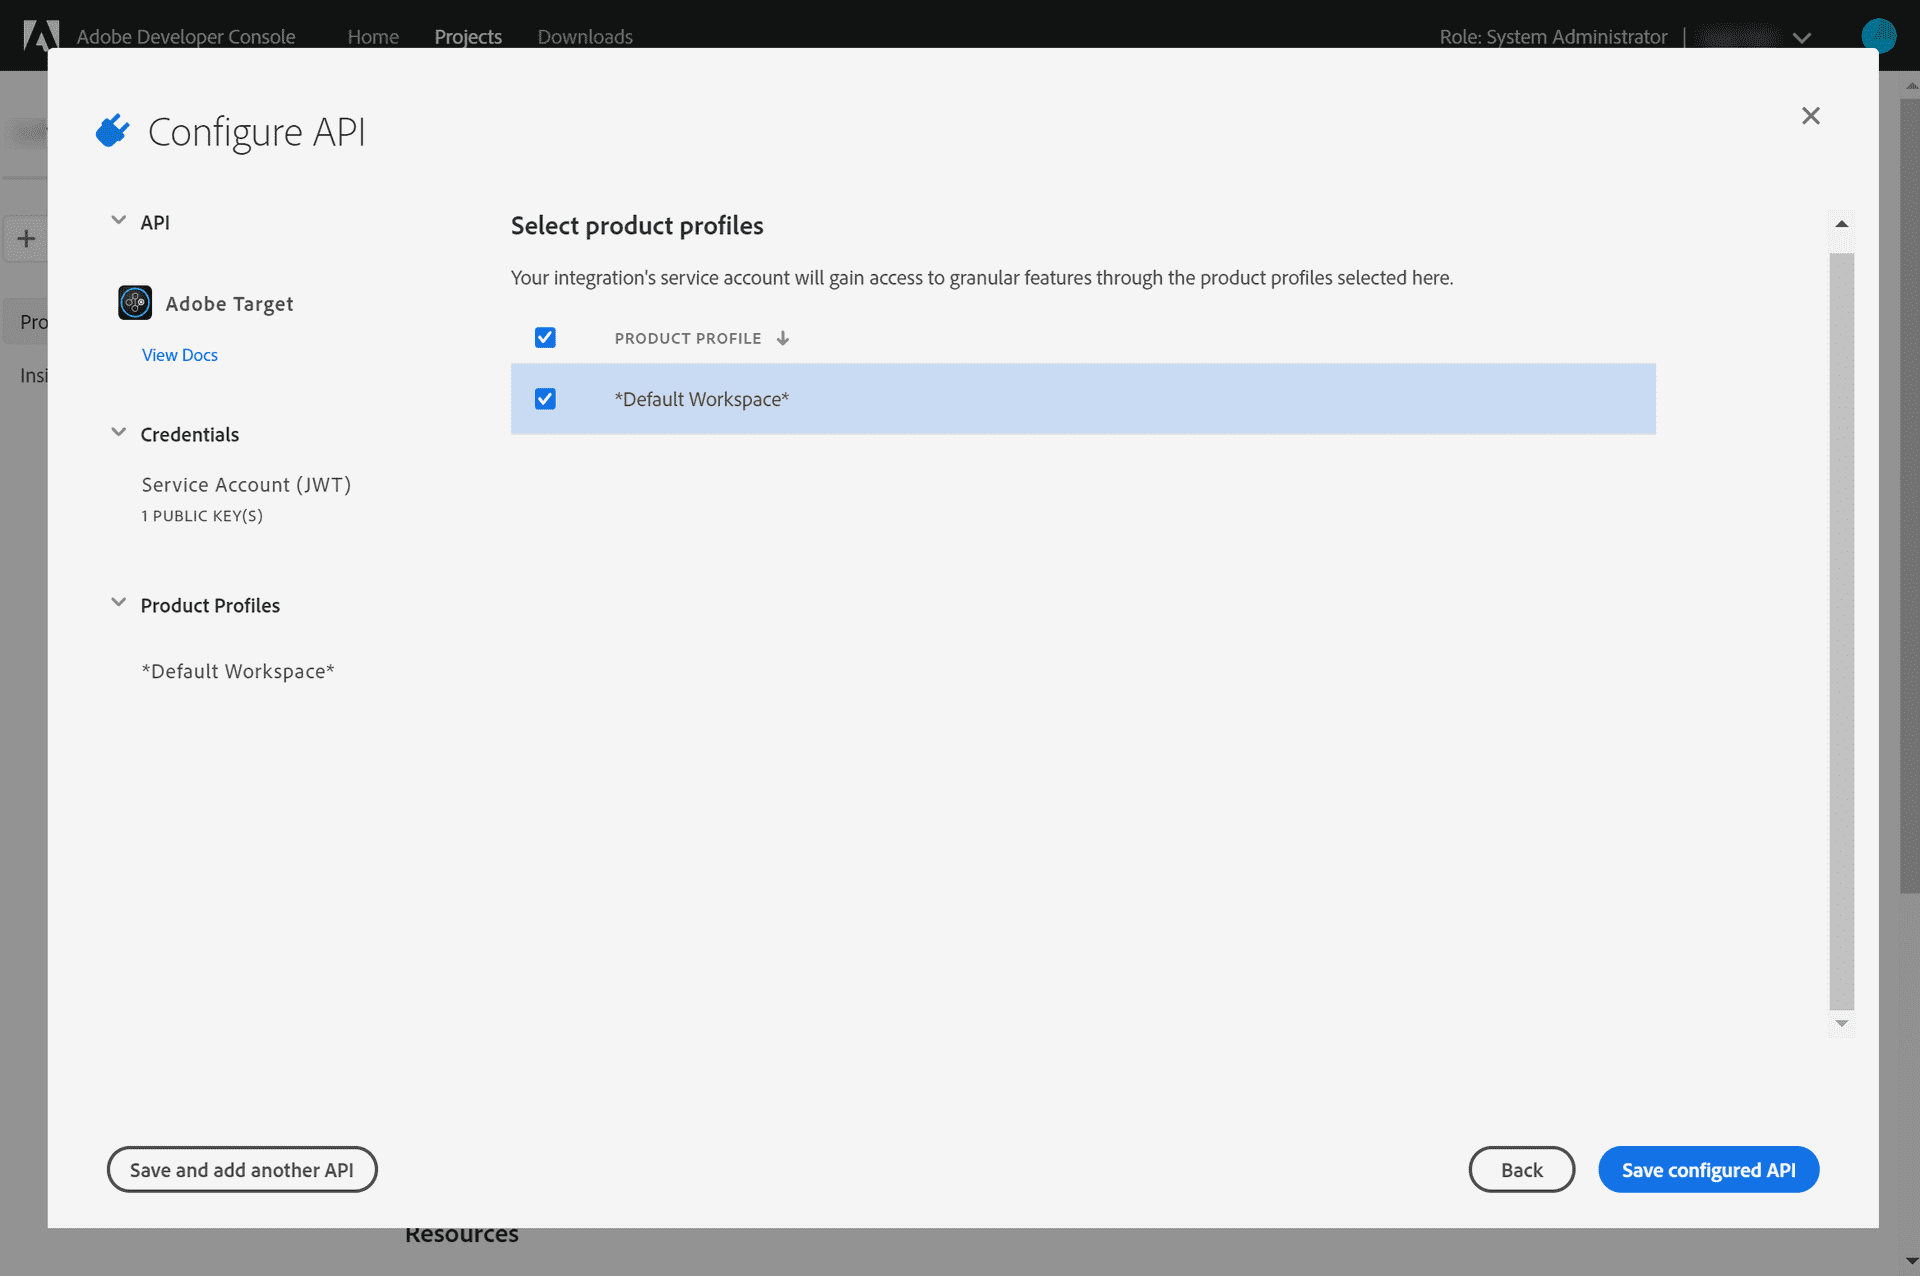 Adobe Developer Console
Home
Projects
Downloads
Role: System Administrator |
Configure API
API
Adobe Target
View Docs
Credentials
Service Account (JWT)
1 PUBLIC KEY(S)
Product Profiles
*Default Workspace*
Select product profiles
Your integration's service account will gain access to granular features through the product profiles selected here.
PRODUCT PROFILE
*Default Workspace*
Pro
Insi
Save and add another API
Back
Save configured API
Resources